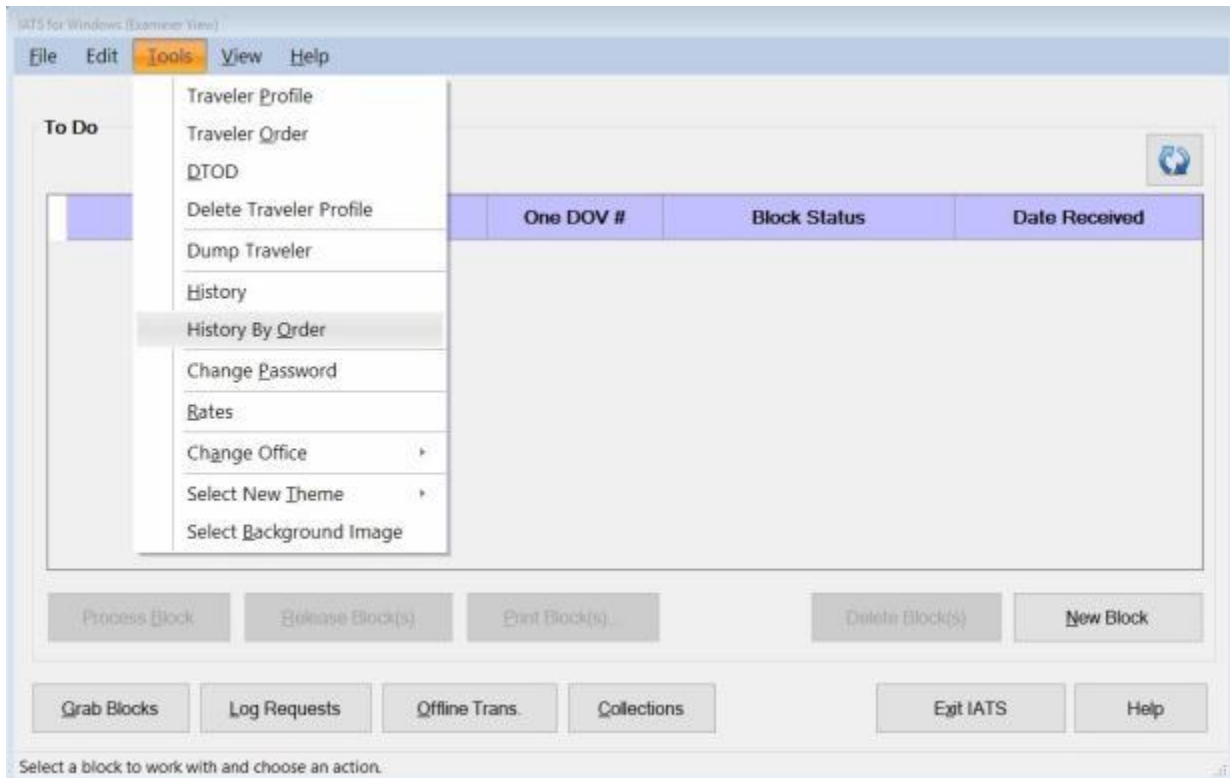 IATS for Windows (Examiner View)
File Edit Tools View Help
Traveler Profile
To Do
Traveler Order
DTOD
Delete Traveler Profile
One DOV # Block Status Date Received
Dump Traveler
History
History By Order
Change Password
Rates
Change Office
Select New Theme
Select Background Image
Process Block Release Block(s) Print Block(s)... Delete Block(s) New Block
Grab Blocks Log Requests Offline Trans. Collections Exit IATS Help
Select a block to work with and choose an action.